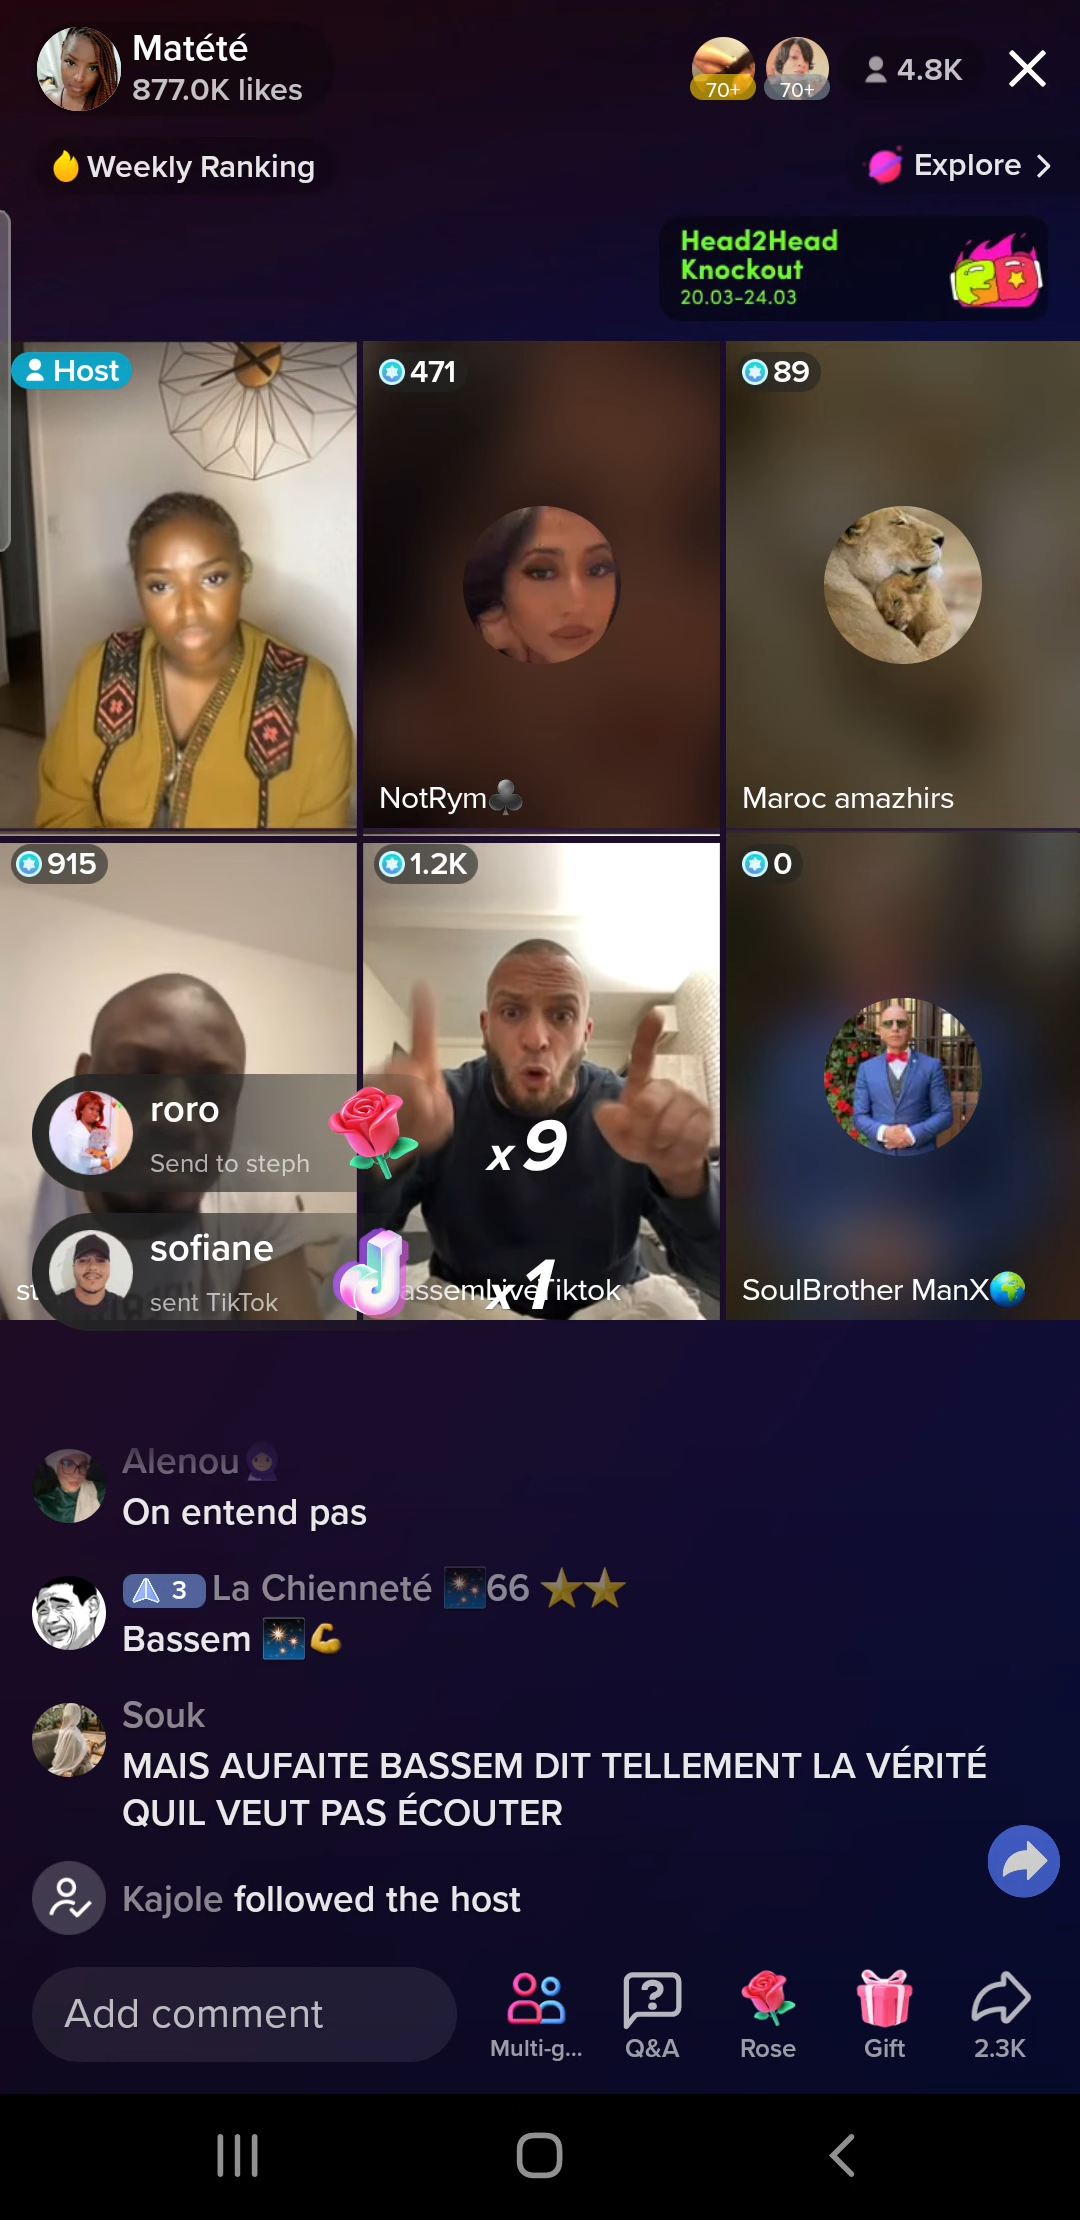 Matété
877.0K likes
70+
70+
4.8K
Weekly Ranking
Explore
Head2Head
Knockout
20.03-24.03
Host
471
89
NotRym
Maroc amazhirs
915
1.2K
0
roro
Send to steph
x9
sofiane
sent TikTok
x1
st
assemLiveTiktok
SoulBrother ManX
Alenou
On entend pas
3 La Chienneté 66
Bassem
Souk
MAIS AUFAITE BASSEM DIT TELLEMENT LA VÉRITÉ
QUIL VEUT PAS ÉCOUTER
Kajole followed the host
Add comment
Multi-g...
Q&A
Rose
Gift
2.3K